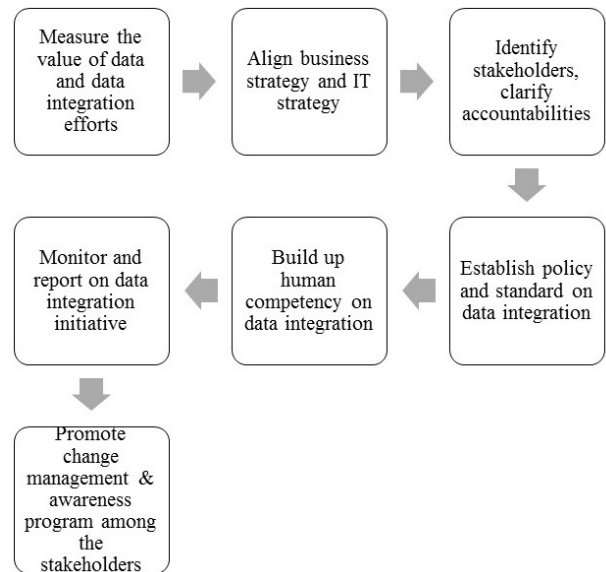 Measure the
value of data
and data
integration
efforts
Align business
strategy and IT
strategy
Identify
stakeholders,
clarify
accountabilities
Establish policy
and standard on
data integration
Build up
human
competency on
data integration
Monitor and
report on data
integration
initiative
Promote
change
management &
awareness
program among
the
stakeholders